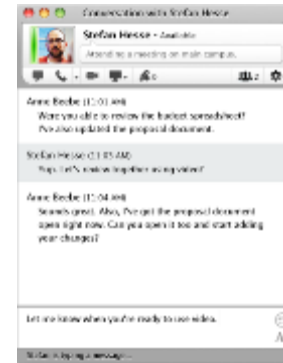 Conversation with Stefan Hesse
Stefan Hesse - Available
Attending a meeting on main campus.
Anne Beebe (11:01 AM)
Were you able to review the budget spreadsheet?
I've also updated the proposal document.
Stefan Hesse (11:03 AM)
Yup. Let's review together using video?
Anne Beebe (11:04 AM)
Sounds great. Also, I've got the proposal document
open right now. Can you open it too and start adding
your changes?
Let me know when you're ready to use video.
Stefan is typing a message...